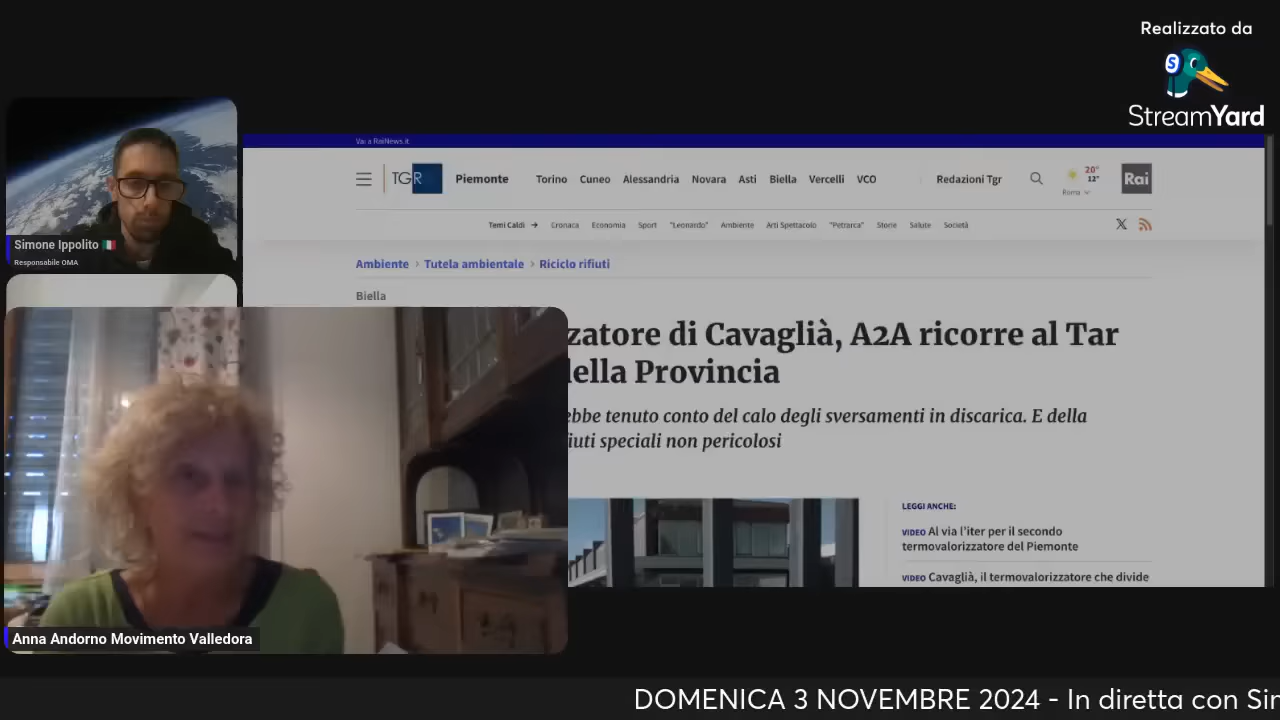 Realizzato da
StreamYard
Vai a RaiNews.it
TGR
Piemonte
Torino Cuneo Alessandria Novara Asti Biella Vercelli VCO
Redazioni Tgr
20°
12°
Roma
Rai
Temi Caldi → Cronaca Economia Sport "Leonardo" Ambiente Arti Spettacolo "Petrarca" Storie Salute Società
Simone Ippolito
Responsabile OMA
Ambiente › Tutela ambientale › Riciclo rifiuti
Biella
zatore di Cavaglià, A2A ricorre al Tar
della Provincia
ebbe tenuto conto del calo degli sversamenti in discarica. E della
fiuti speciali non pericolosi
LEGGI ANCHE:
VIDEO Al via l'iter per il secondo
termovalorizzatore del Piemonte
VIDEO Cavaglià, il termovalorizzatore che divide
Anna Andorno Movimento Valledora
DOMENICA 3 NOVEMBRE 2024 - In diretta con Sim